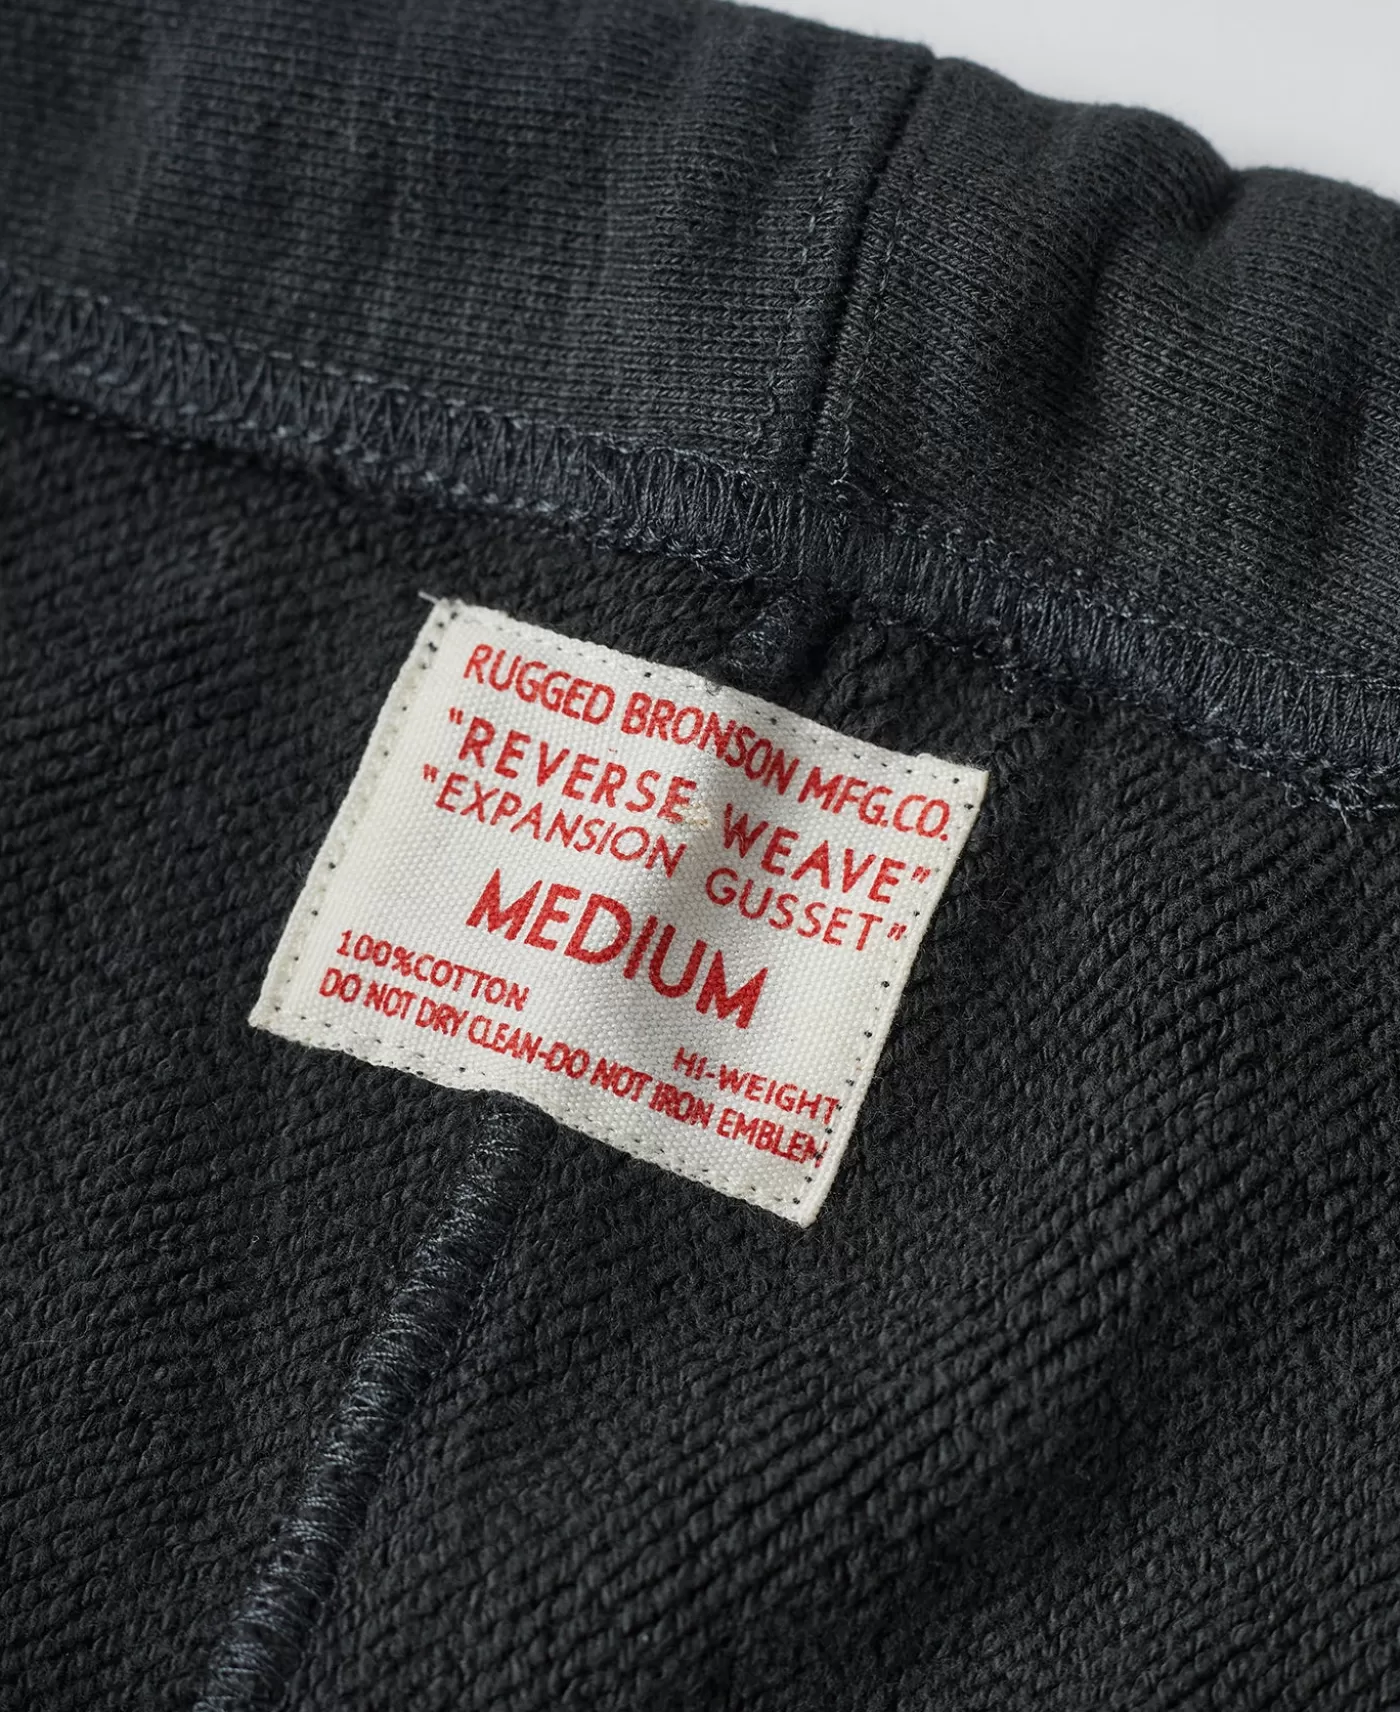 RUGGED BRONSON MFG.CO.
"REVERSE WEAVE"
"EXPANSION GUSSET"
MEDIUM
100%COTTON
HI-WEIGHT
DO NOT DRY CLEAN-DO NOT IRON EMBLEM